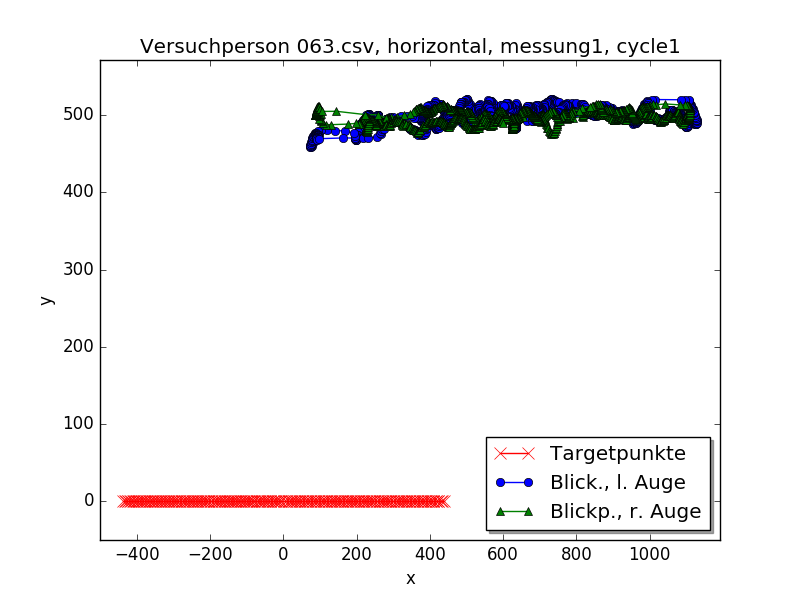 Versuchperson 063.csv, horizontal, messung1, cycle1
500
400
300
200
100
0
y
−400 −200 0 200 400 600 800 1000
x
Targetpunkte
Blick., l. Auge
Blickp., r. Auge